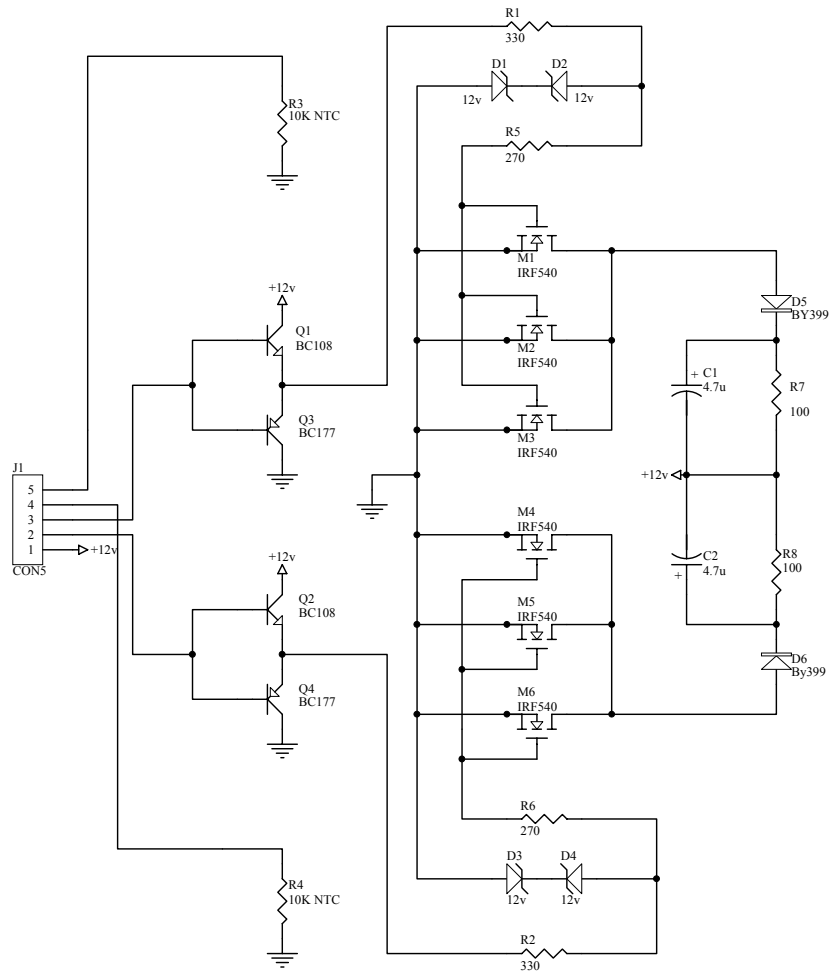 R1
330
D1
D2
12v
12v
R3
10K NTC
R5
270
M1
IRF540
+12v
Q1
BC108
D5
BY399
M2
IRF540
C1
4.7u
R7
100
Q3
BC177
M3
IRF540
J1
5
4
3
2
1
CON5
+12v
+12v
M4
IRF540
+12v
C2
4.7u
+
+
R8
100
Q2
BC108
M5
IRF540
D6
By399
Q4
BC177
M6
IRF540
R6
270
D3
D4
12v
12v
R4
10K NTC
R2
330